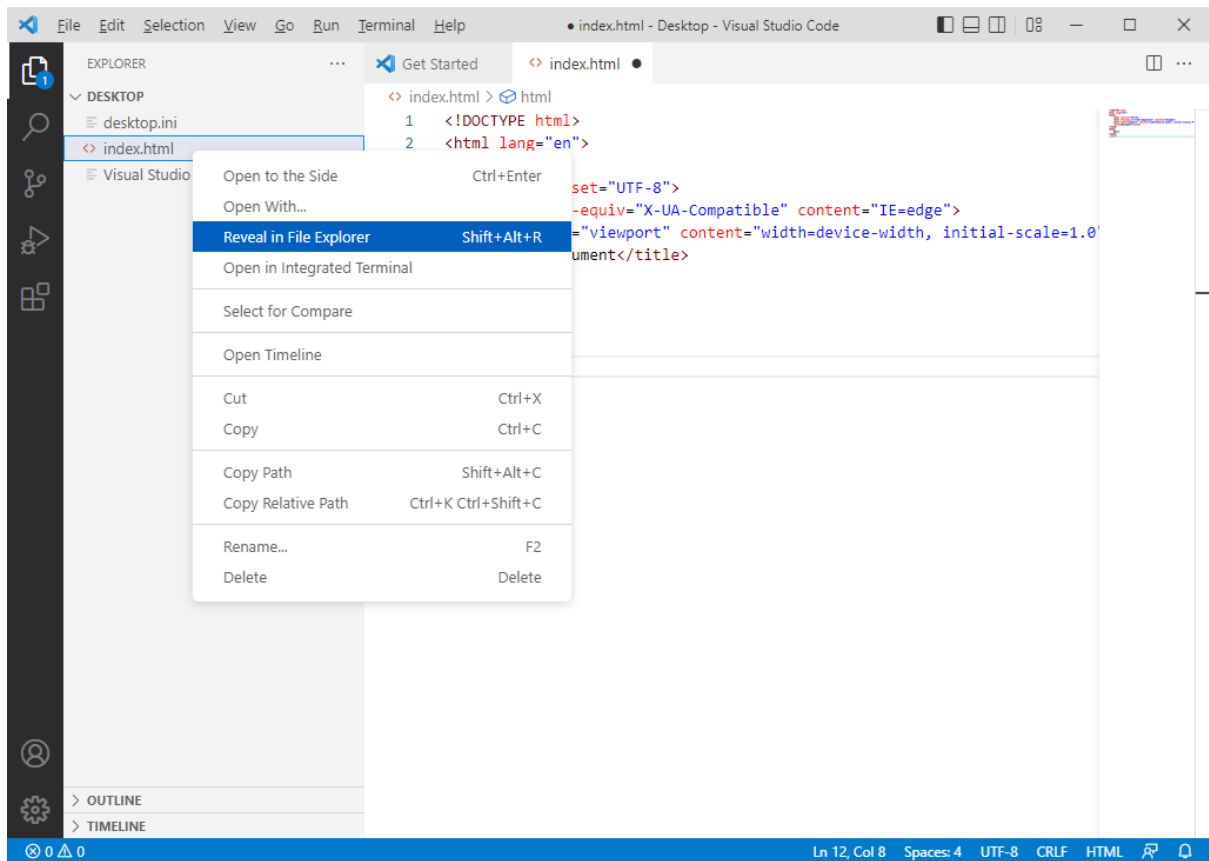 File Edit Selection View Go Run Terminal Help ● index.html - Desktop - Visual Studio Code
1
EXPLORER ...
Get Started <> index.html ●
DESKTOP
desktop.ini
<> index.html
Visual Studio
<> index.html > html
1 <!DOCTYPE html>
2 <html lang="en">
set="UTF-8">
-equiv="X-UA-Compatible" content="IE=edge">
="viewport" content="width=device-width, initial-scale=1.0"
ument</title>
Open to the Side Ctrl+Enter
Open With...
Reveal in File Explorer Shift+Alt+R
Open in Integrated Terminal
Select for Compare
Open Timeline
Cut Ctrl+X
Copy Ctrl+C
Copy Path Shift+Alt+C
Copy Relative Path Ctrl+K Ctrl+Shift+C
Rename... F2
Delete Delete
> OUTLINE
> TIMELINE
0 0 Ln 12, Col 8 Spaces: 4 UTF-8 CRLF HTML